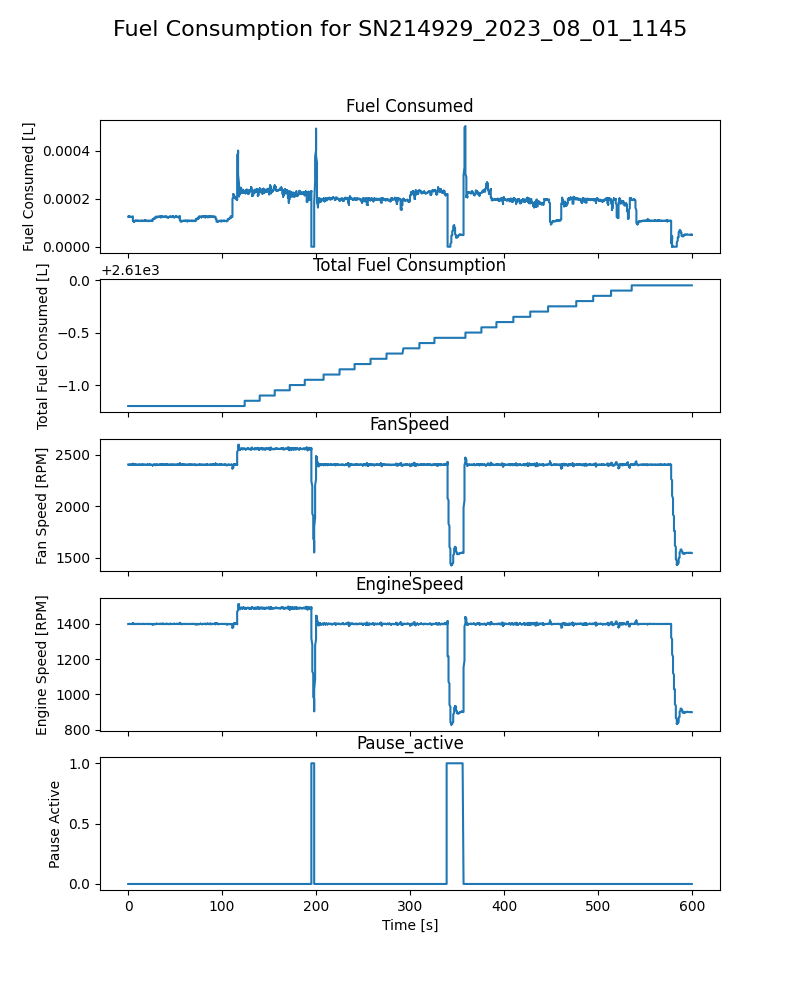 Fuel Consumption for SN214929_2023_08_01_1145
Fuel Consumed
Fuel Consumed [L]
0.0004
0.0002
0.0000
Total Fuel Consumption
+2.61e3
Total Fuel Consumed [L]
0.0
−0.5
−1.0
FanSpeed
Fan Speed [RPM]
2500
2000
1500
EngineSpeed
Engine Speed [RPM]
1400
1200
1000
800
Pause_active
Pause Active
1.0
0.5
0.0
0 100 200 300 400 500 600
Time [s]